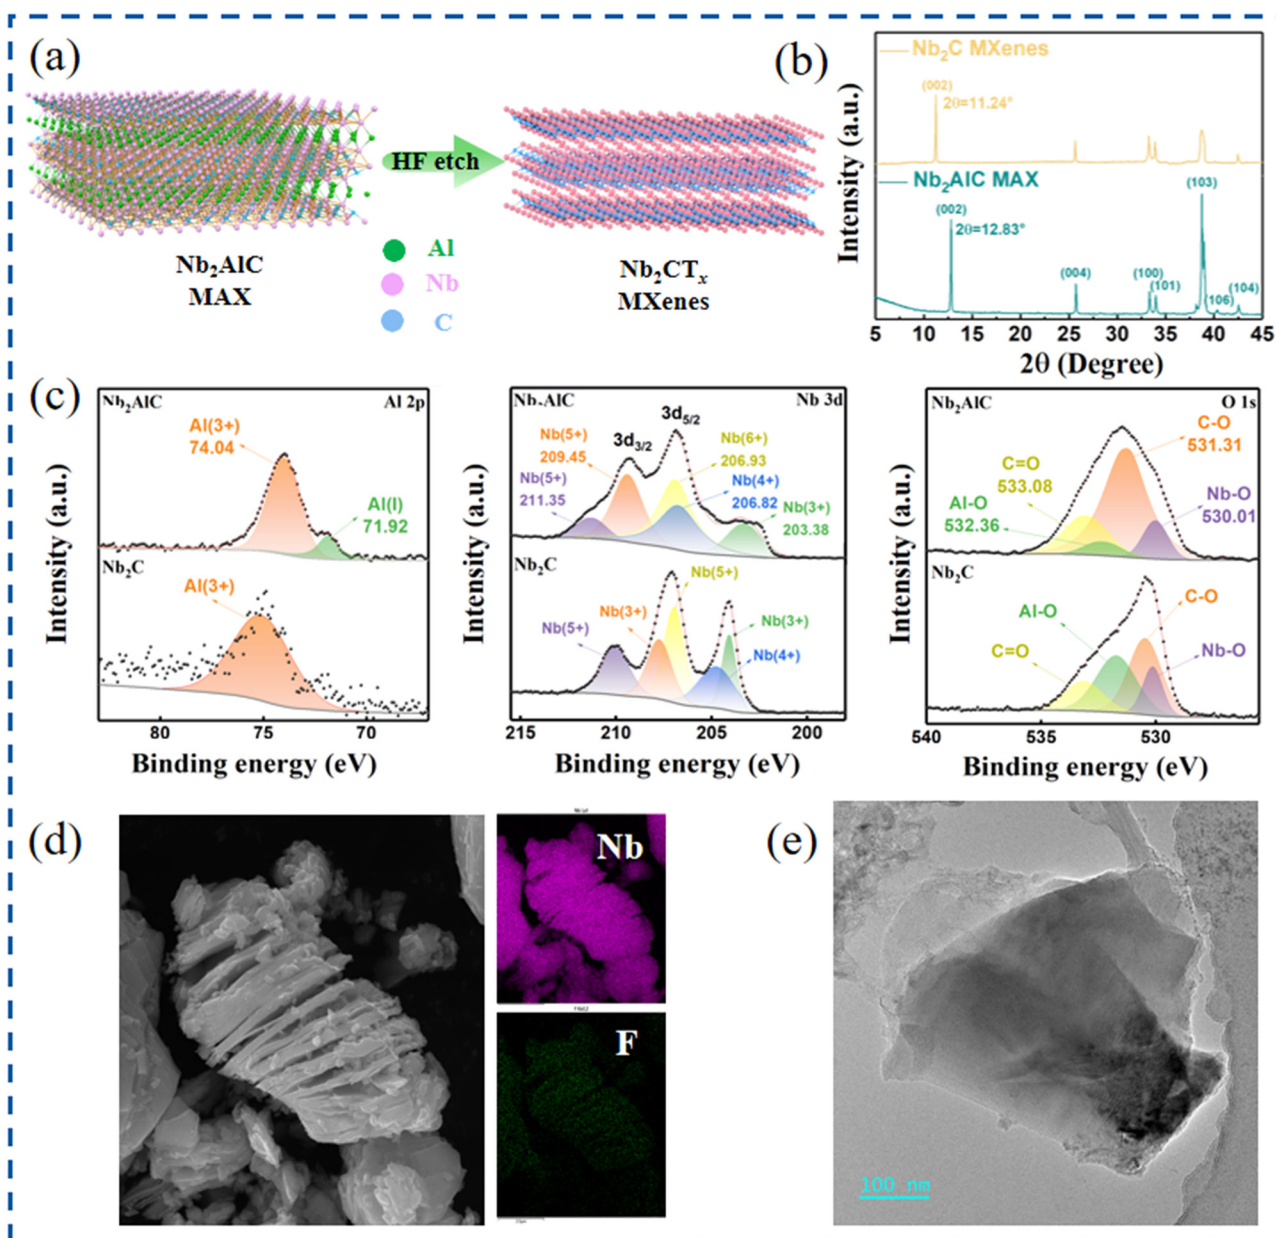 (a)
HF etch
Nb₂AlC
MAX
Al
Nb
C
Nb₂CTₓ
MXenes
(b)
Intensity (a.u.)
Nb₂C MXenes
(002)
2θ=11.24°
Nb₂AlC MAX
(002)
2θ=12.83°
(004)
(100)
(101)
(103)
(106)
(104)
5 10 15 20 25 30 35 40 45
2θ (Degree)
(c)
Intensity (a.u.)
Nb₂AlC
Al 2p
Al(3+)
74.04
Al(I)
71.92
Nb₂C
Al(3+)
80 75 70
Binding energy (eV)
Intensity (a.u.)
Nb₂AlC
Nb 3d
3d₃/₂
3d₅/₂
Nb(5+)
209.45
Nb(5+)
211.35
Nb(6+)
206.93
Nb(4+)
206.82
Nb(3+)
203.38
Nb₂C
Nb(5+)
Nb(3+)
Nb(5+)
Nb(3+)
Nb(4+)
215 210 205 200
Binding energy (eV)
Intensity (a.u.)
Nb₂AlC
O 1s
C-O
531.31
C=O
533.08
Al-O
532.36
Nb-O
530.01
Nb₂C
Al-O
C-O
C=O
Nb-O
540 535 530
Binding energy (eV)
(d)
Nb
F
(e)
100 nm